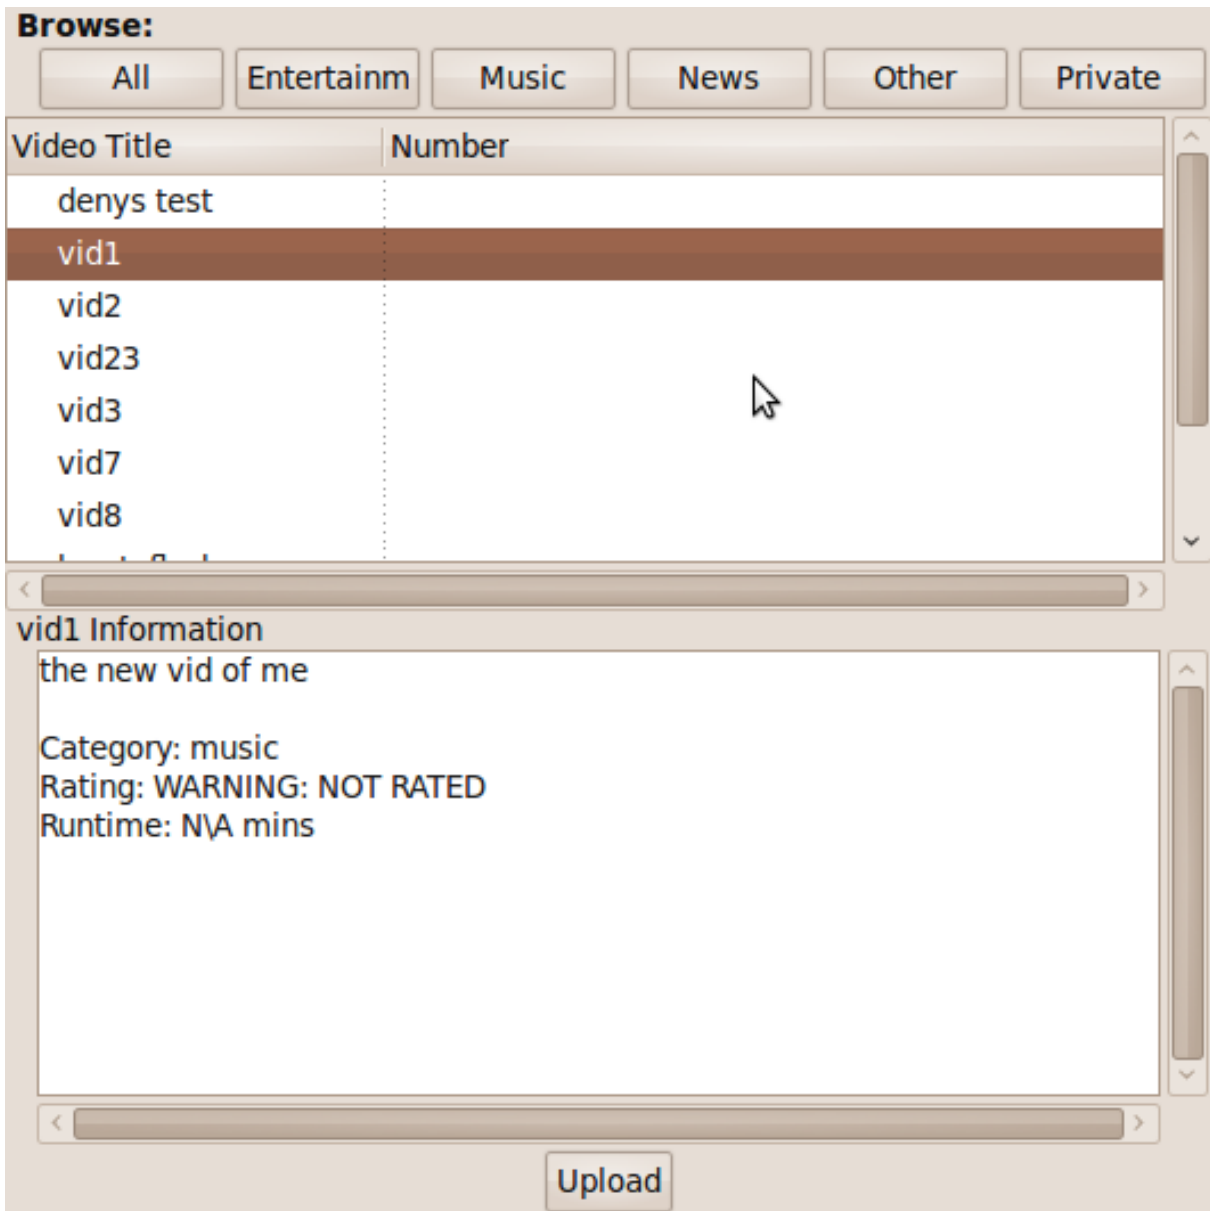 Browse:
All Entertainm Music News Other Private
Video Title Number
denys test
vid1
vid2
vid23
vid3
vid7
vid8
vid1 Information
the new vid of me
Category: music
Rating: WARNING: NOT RATED
Runtime: N\A mins
Upload